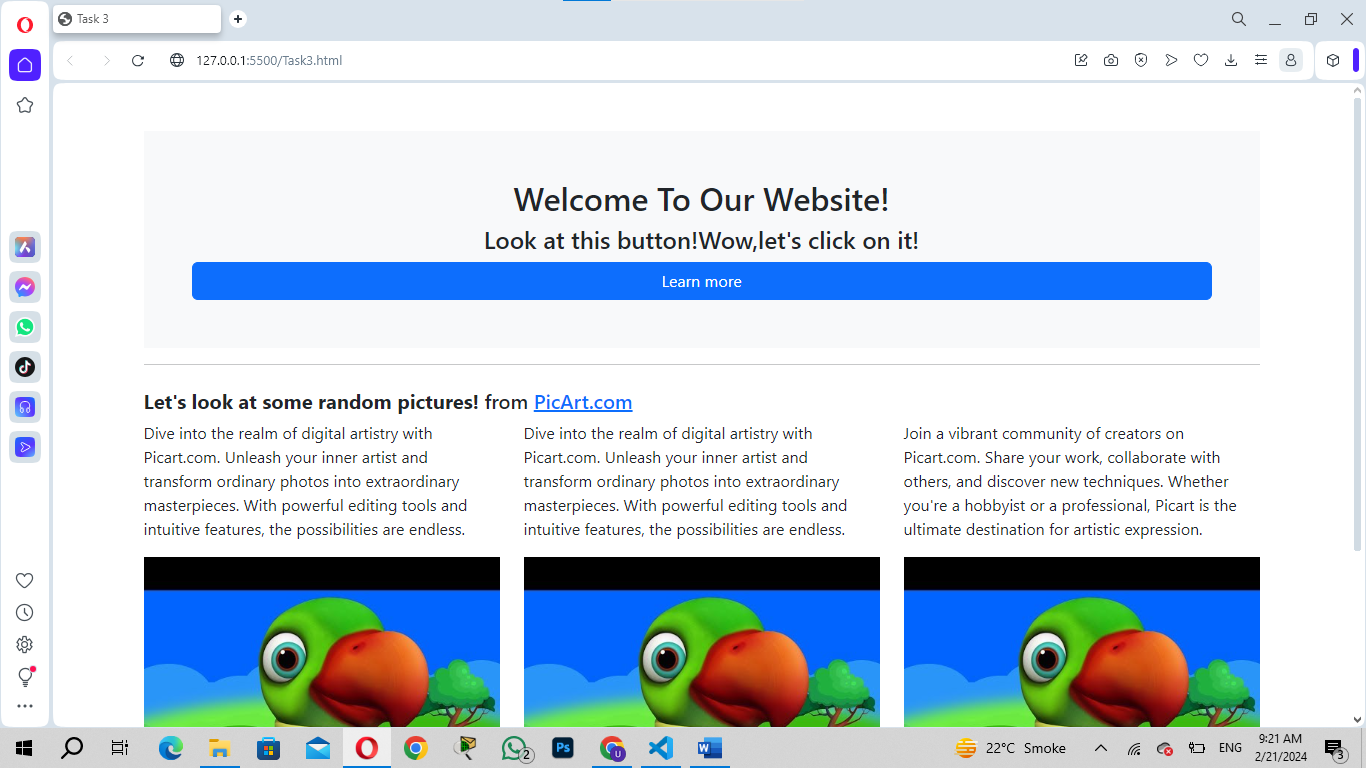 Task 3
127.0.0.1:5500/Task3.html
Welcome To Our Website!
Look at this button!Wow,let's click on it!
Learn more
Let's look at some random pictures! from PicArt.com
Dive into the realm of digital artistry with
Picart.com. Unleash your inner artist and
transform ordinary photos into extraordinary
masterpieces. With powerful editing tools and
intuitive features, the possibilities are endless.
Dive into the realm of digital artistry with
Picart.com. Unleash your inner artist and
transform ordinary photos into extraordinary
masterpieces. With powerful editing tools and
intuitive features, the possibilities are endless.
Join a vibrant community of creators on
Picart.com. Share your work, collaborate with
others, and discover new techniques. Whether
you're a hobbyist or a professional, Picart is the
ultimate destination for artistic expression.
2
Ps
U
W
22°C Smoke
ENG
9:21 AM
2/21/2024
3